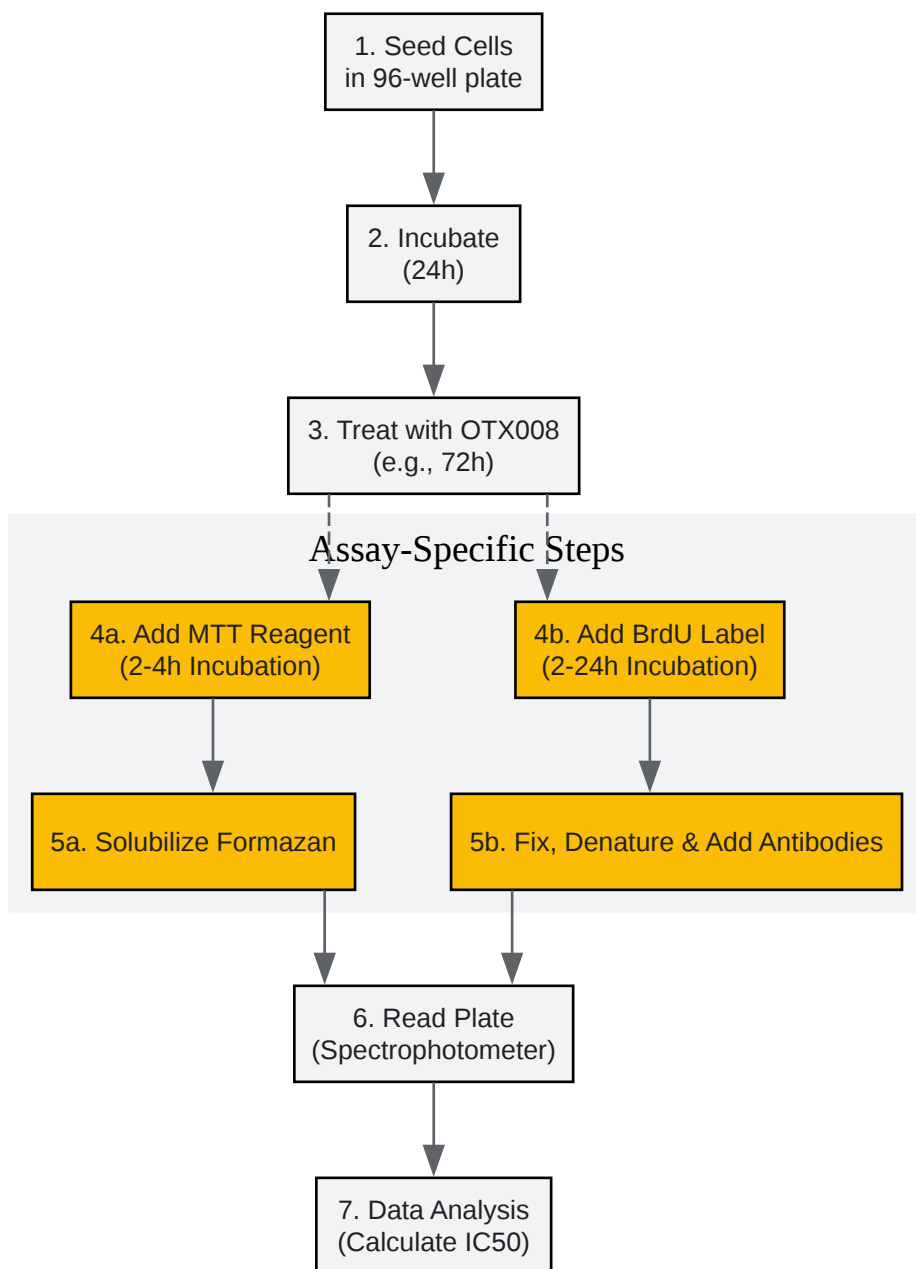 1. Seed Cells
in 96-well plate
2. Incubate
(24h)
3. Treat with OTX008
(e.g., 72h)
Assay-Specific Steps
4a. Add MTT Reagent
(2-4h Incubation)
4b. Add BrdU Label
(2-24h Incubation)
5a. Solubilize Formazan
5b. Fix, Denature & Add Antibodies
6. Read Plate
(Spectrophotometer)
7. Data Analysis
(Calculate IC50)